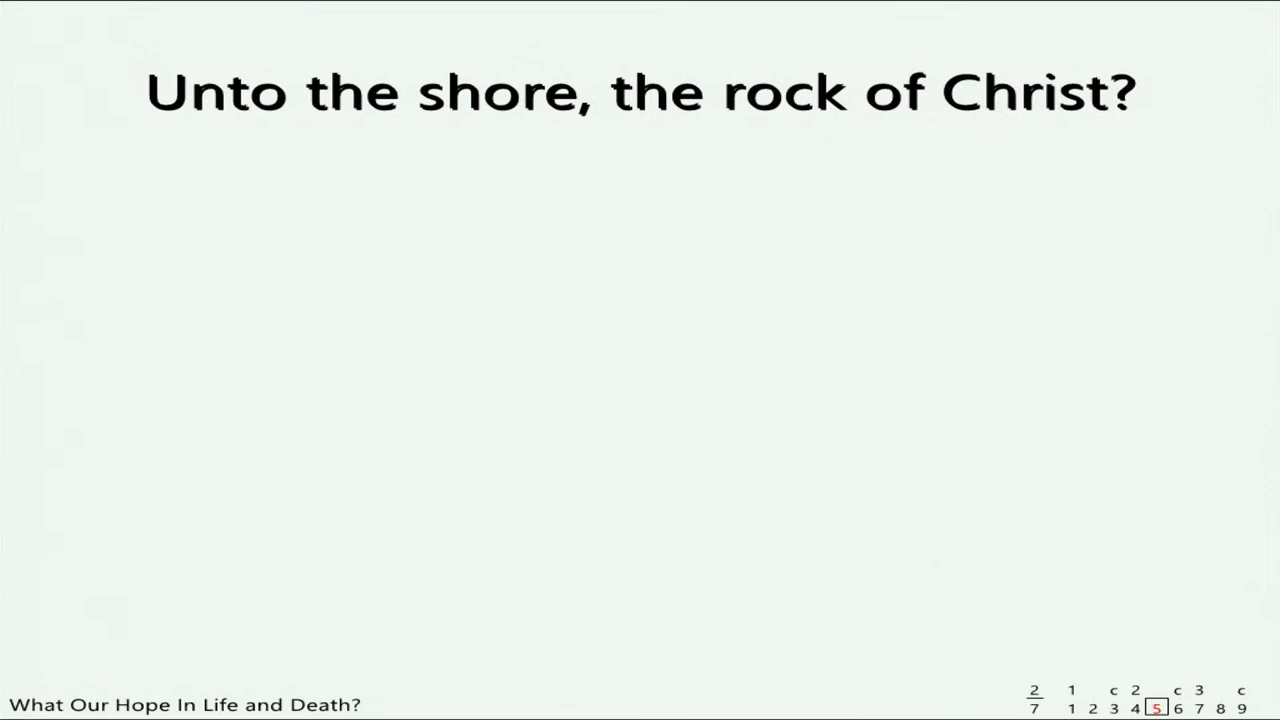 Unto the shore, the rock of Christ?
What Our Hope In Life and Death?
2 1 c 2 c 3 c
7 1 2 3 4 5 6 7 8 9